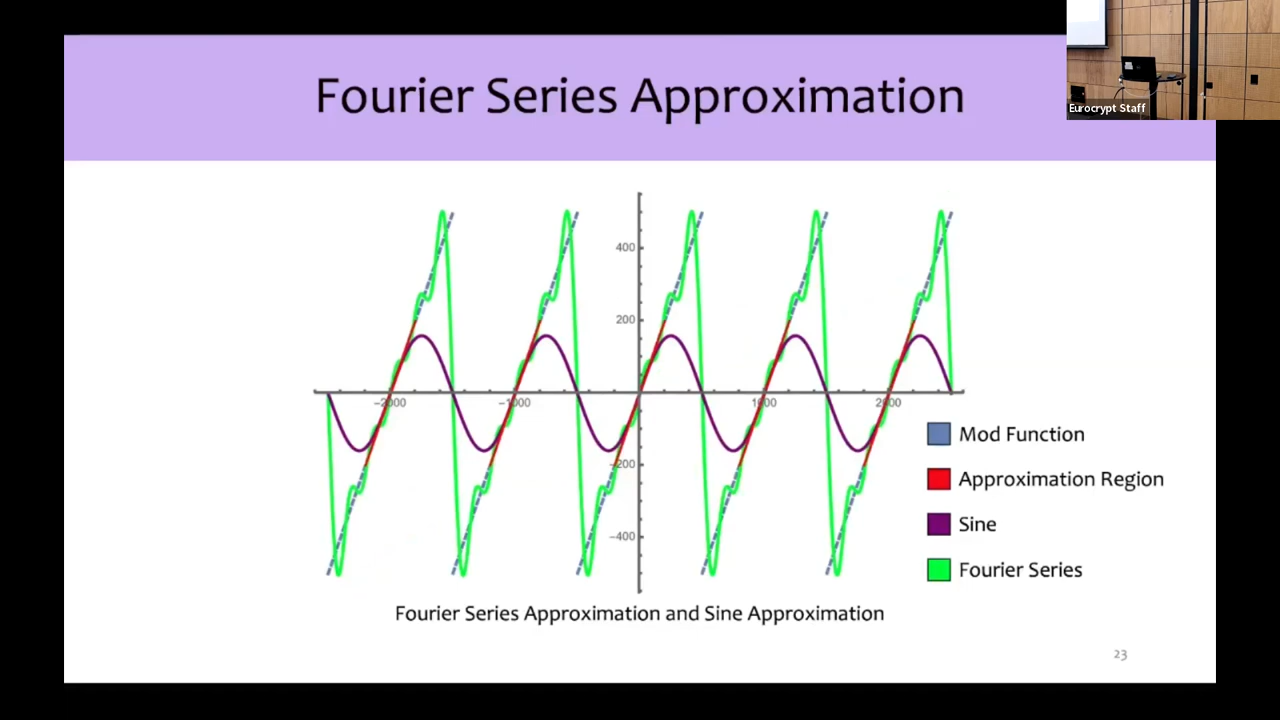 Fourier Series Approximation
Eurocrypt Staff
400
200
-2000
-1000
1000
2000
-200
-400
Mod Function
Approximation Region
Sine
Fourier Series
Fourier Series Approximation and Sine Approximation
23